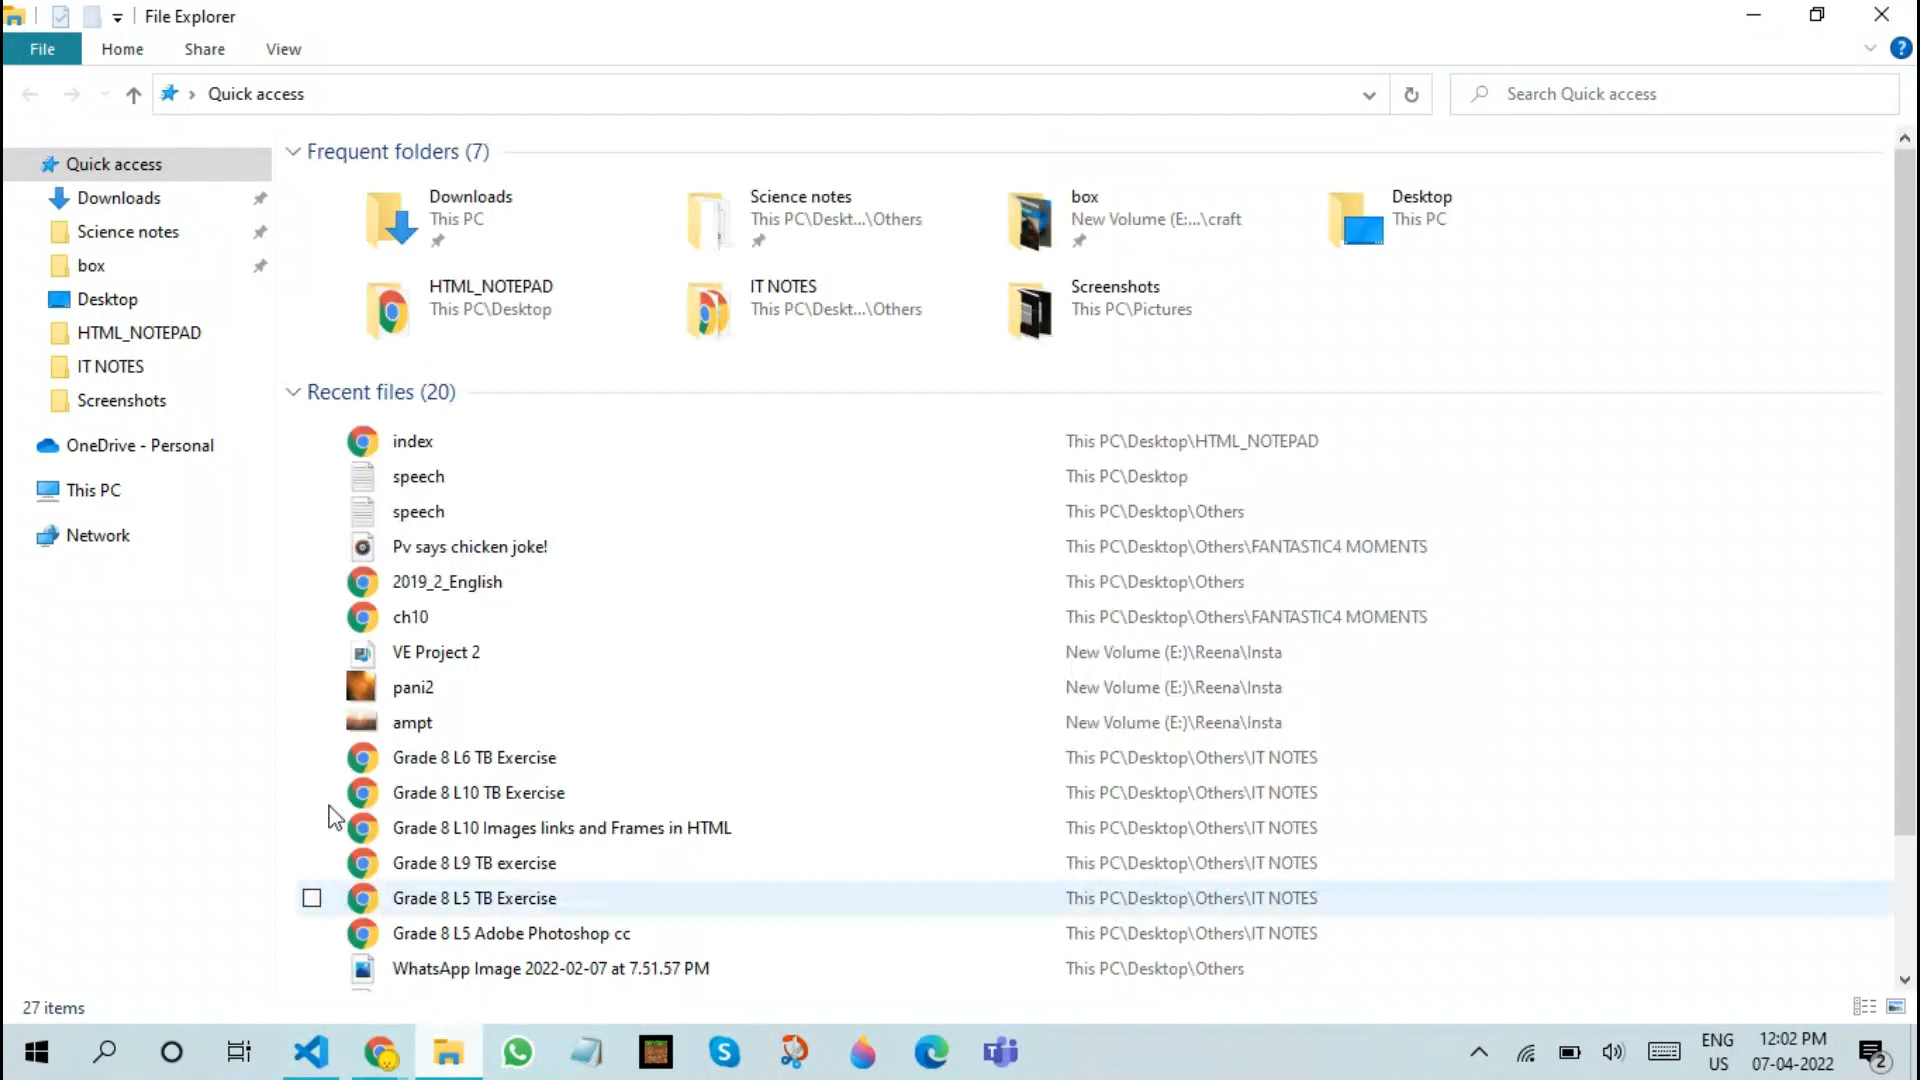 File Explorer
File Home Share View
Quick access
Search Quick access
Quick access
Downloads
Science notes
box
Desktop
HTML_NOTEPAD
IT NOTES
Screenshots
OneDrive - Personal
This PC
Network
Frequent folders (7)
Downloads
This PC
Science notes
This PC\Deskt...\Others
box
New Volume (E:...\craft
Desktop
This PC
HTML_NOTEPAD
This PC\Desktop
IT NOTES
This PC\Deskt...\Others
Screenshots
This PC\Pictures
Recent files (20)
index This PC\Desktop\HTML_NOTEPAD
speech This PC\Desktop
speech This PC\Desktop\Others
Pv says chicken joke! This PC\Desktop\Others\FANTASTIC4 MOMENTS
2019_2_English This PC\Desktop\Others
ch10 This PC\Desktop\Others\FANTASTIC4 MOMENTS
VE Project 2 New Volume (E:)\Reena\Insta
pani2 New Volume (E:)\Reena\Insta
ampt New Volume (E:)\Reena\Insta
Grade 8 L6 TB Exercise This PC\Desktop\Others\IT NOTES
Grade 8 L10 TB Exercise This PC\Desktop\Others\IT NOTES
Grade 8 L10 Images links and Frames in HTML This PC\Desktop\Others\IT NOTES
Grade 8 L9 TB exercise This PC\Desktop\Others\IT NOTES
Grade 8 L5 TB Exercise This PC\Desktop\Others\IT NOTES
Grade 8 L5 Adobe Photoshop cc This PC\Desktop\Others\IT NOTES
WhatsApp Image 2022-02-07 at 7.51.57 PM This PC\Desktop\Others
27 items
ENG
US
12:02 PM
07-04-2022
2